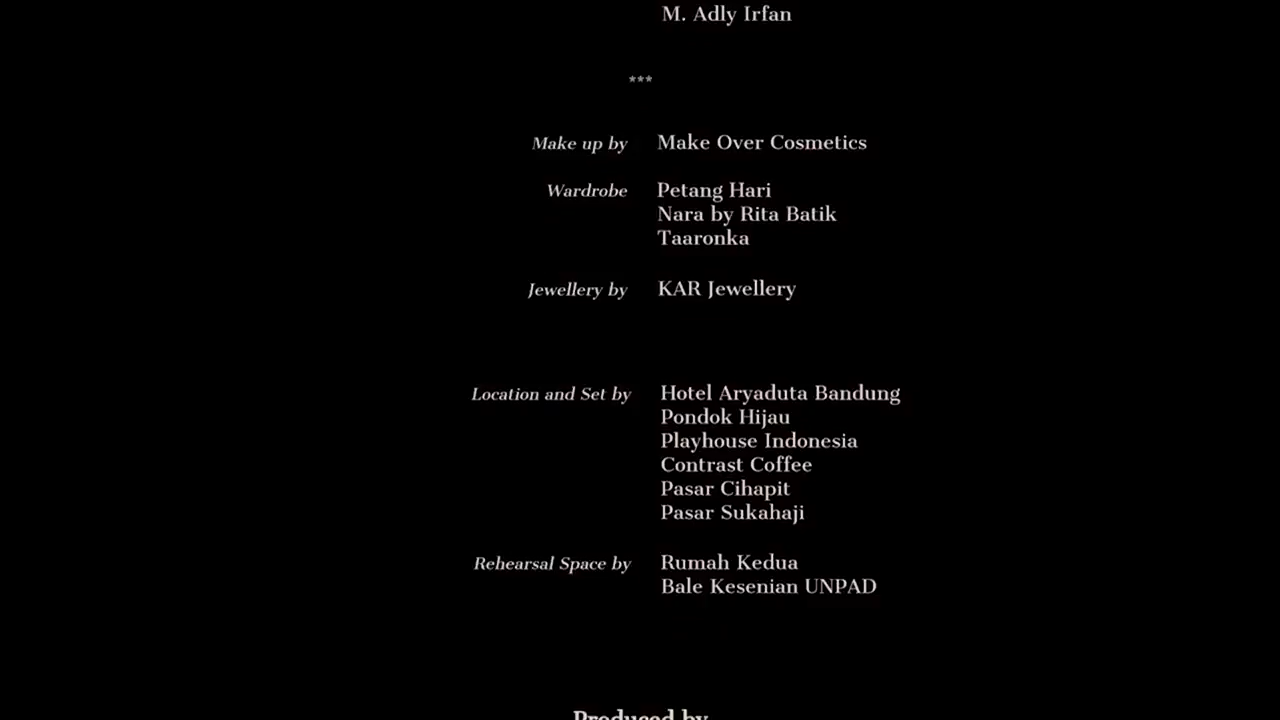 M. Adly Irfan
***
Make up by Make Over Cosmetics
Wardrobe Petang Hari
Nara by Rita Batik
Taaronka
Jewellery by KAR Jewellery
Location and Set by Hotel Aryaduta Bandung
Pondok Hijau
Playhouse Indonesia
Contrast Coffee
Pasar Cihapit
Pasar Sukahaji
Rehearsal Space by Rumah Kedua
Bale Kesenian UNPAD
Produced by